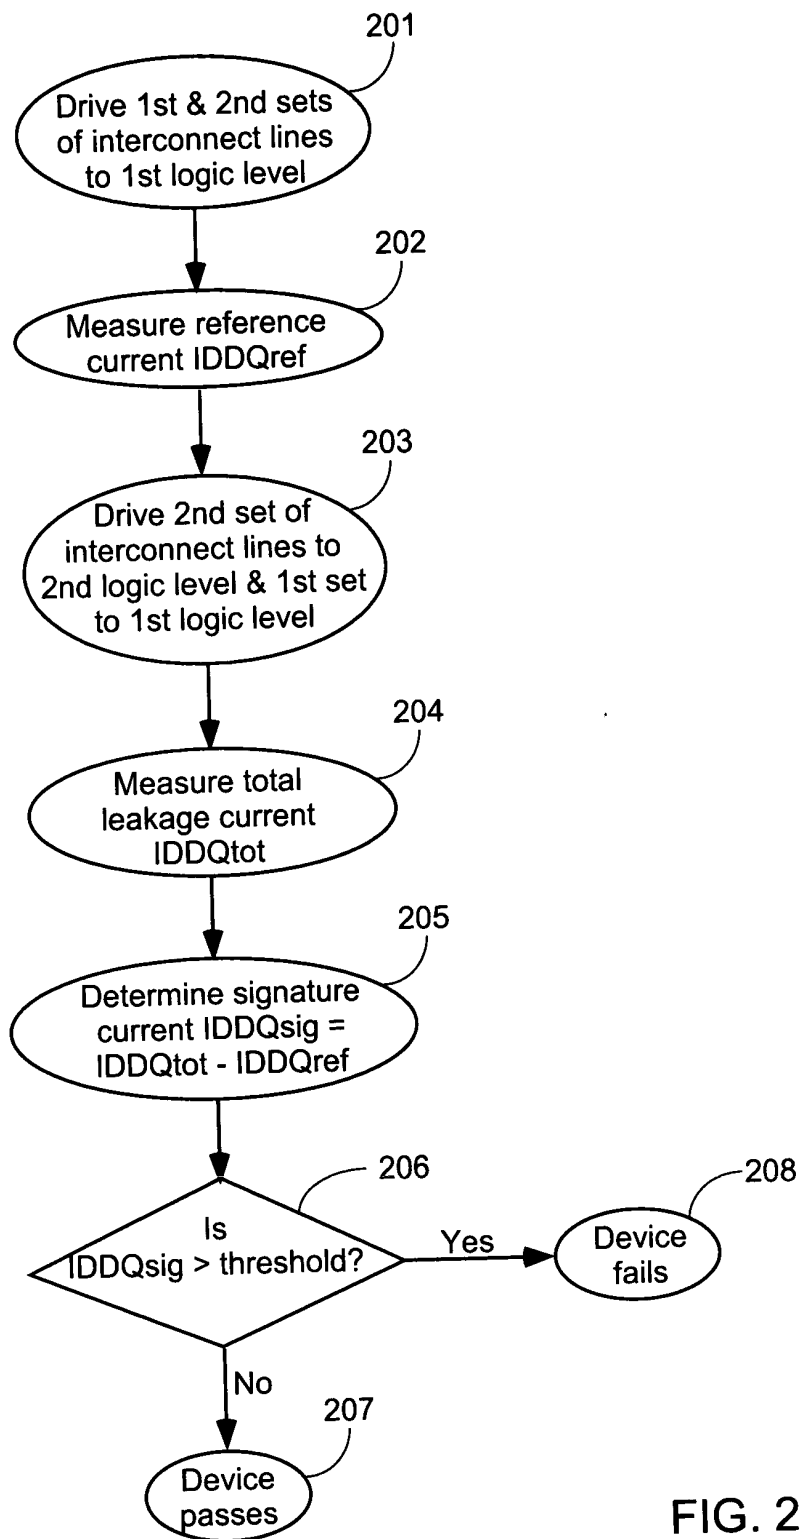 201
Drive 1st & 2nd sets
of interconnect lines
to 1st logic level
202
Measure reference
current IDDQref
203
Drive 2nd set of
interconnect lines to
2nd logic level & 1st set
to 1st logic level
204
Measure total
leakage current
IDDQtot
205
Determine signature
current IDDQsig =
IDDQtot - IDDQref
206
Is
IDDQsig > threshold?
Yes
208
Device
fails
No
207
Device
passes
FIG. 2